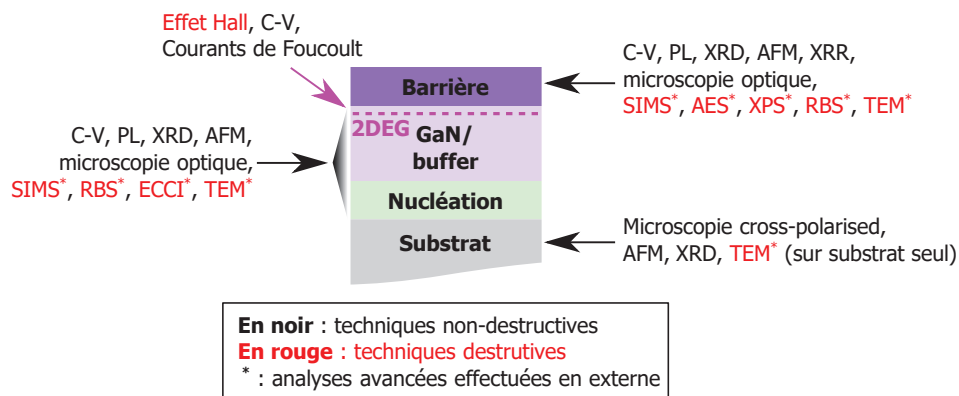 Effet Hall, C-V,
Courants de Foucoult
C-V, PL, XRD, AFM, XRR,
microscopie optique,
SIMS*, AES*, XPS*, RBS*, TEM*
Barrière
2DEG
GaN/
buffer
C-V, PL, XRD, AFM,
microscopie optique,
SIMS*, RBS*, ECCI*, TEM*
Nucléation
Substrat
Microscopie cross-polarised,
AFM, XRD, TEM* (sur substrat seul)
En noir : techniques non-destructives
En rouge : techniques destrutives
* : analyses avancées effectuées en externe